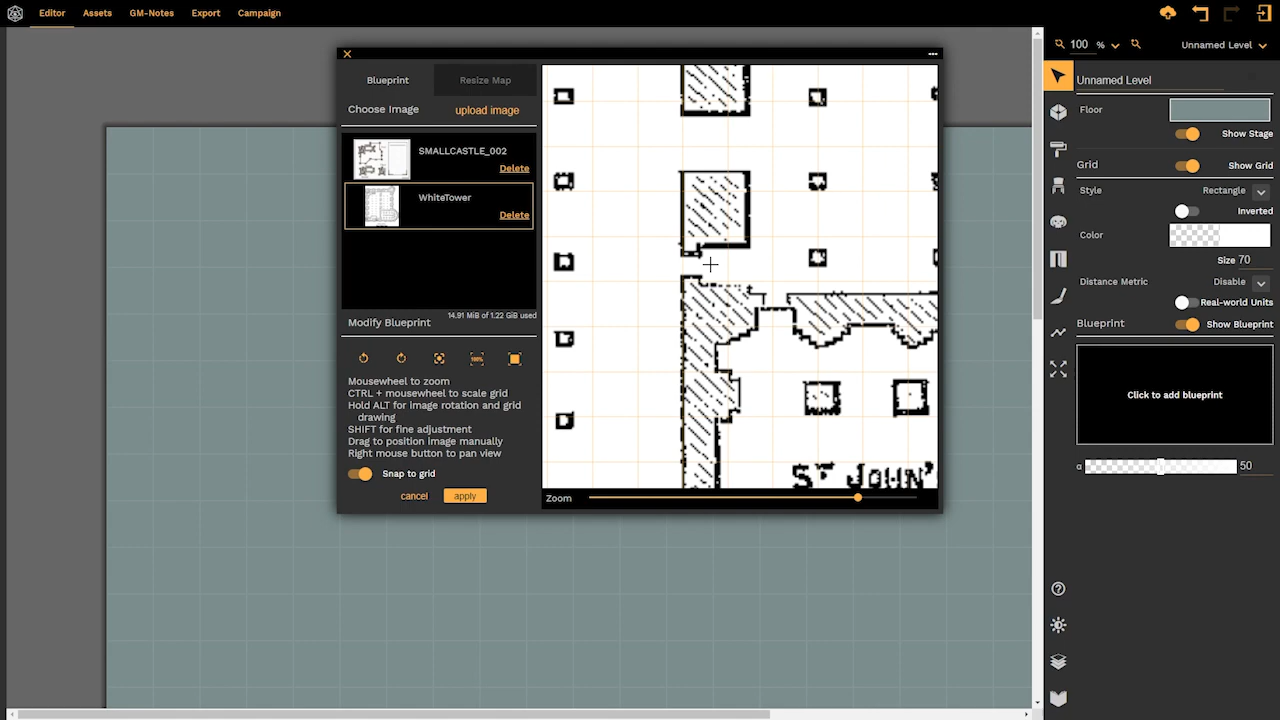 Editor Assets GM-Notes Export Campaign
100 % Unnamed Level
Blueprint Resize Map
Choose Image upload image
SMALLCASTLE_002
Delete
WhiteTower
Delete
14.91 MiB of 1.22 GiB used
Modify Blueprint
100%
Mousewheel to zoom
CTRL + mousewheel to scale grid
Hold ALT for image rotation and grid
drawing
SHIFT for fine adjustment
Drag to position image manually
Right mouse button to pan view
Snap to grid
cancel apply
ST JOHN'
Zoom
Unnamed Level
Floor
Show Stage
Grid Show Grid
Style Rectangle
Inverted
Color
Size 70
Distance Metric Disable
Real-world Units
Blueprint Show Blueprint
Click to add blueprint
α 50